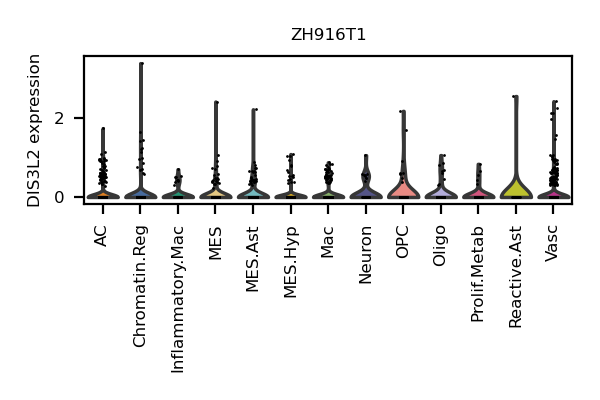 ZH916T1
DIS3L2 expression
2
0
AC
Chromatin.Reg
Inflammatory.Mac
MES
MES.Ast
MES.Hyp
Mac
Neuron
OPC
Oligo
Prolif.Metab
Reactive.Ast
Vasc